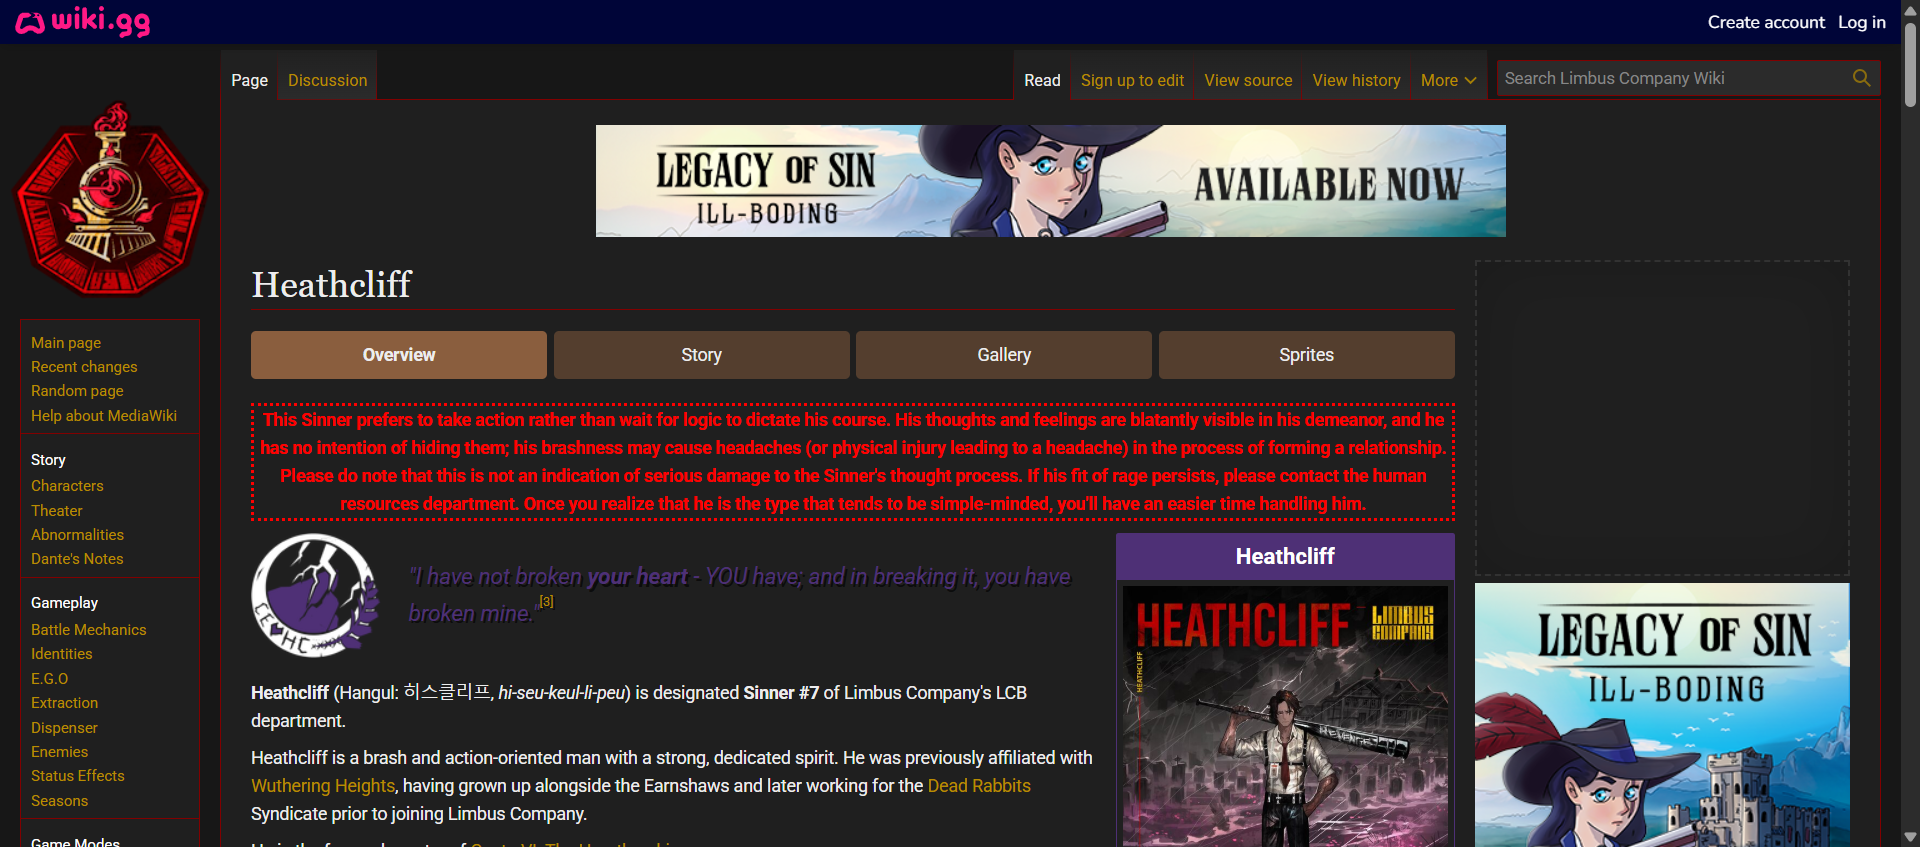 wiki.gg
Create account Log in
Page Discussion
Read Sign up to edit View source View history More
Search Limbus Company Wiki
LEGACY OF SIN
ILL-BODING
AVAILABLE NOW
Heathcliff
Overview Story Gallery Sprites
Main page
Recent changes
Random page
Help about MediaWiki
Story
Characters
Theater
Abnormalities
Dante's Notes
Gameplay
Battle Mechanics
Identities
E.G.O
Extraction
Dispenser
Enemies
Status Effects
Seasons
Game Modes
This Sinner prefers to take action rather than wait for logic to dictate his course. His thoughts and feelings are blatantly visible in his demeanor, and he
has no intention of hiding them; his brashness may cause headaches (or physical injury leading to a headache) in the process of forming a relationship.
Please do note that this is not an indication of serious damage to the Sinner's thought process. If his fit of rage persists, please contact the human
resources department. Once you realize that he is the type that tends to be simple-minded, you'll have an easier time handling him.
"I have not broken your heart - YOU have; and in breaking it, you have
broken mine."[3]
Heathcliff (Hangul: 히스클리프, hi-seu-keul-li-peu) is designated Sinner #7 of Limbus Company's LCB
department.
Heathcliff is a brash and action-oriented man with a strong, dedicated spirit. He was previously affiliated with
Wuthering Heights, having grown up alongside the Earnshaws and later working for the Dead Rabbits
Syndicate prior to joining Limbus Company.
Heathcliff
HEATHCLIFF
LIMBUS
COMPANY
HEATHCLIFF
LEGACY OF SIN
ILL-BODING